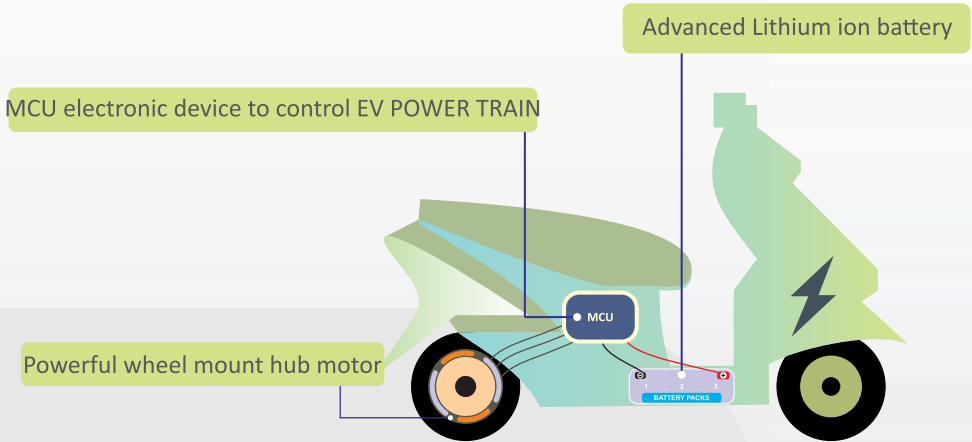 Advanced Lithium ion battery
MCU electronic device to control EV POWER TRAIN
MCU
Powerful wheel mount hub motor
1 2 3
BATTERY PACKS